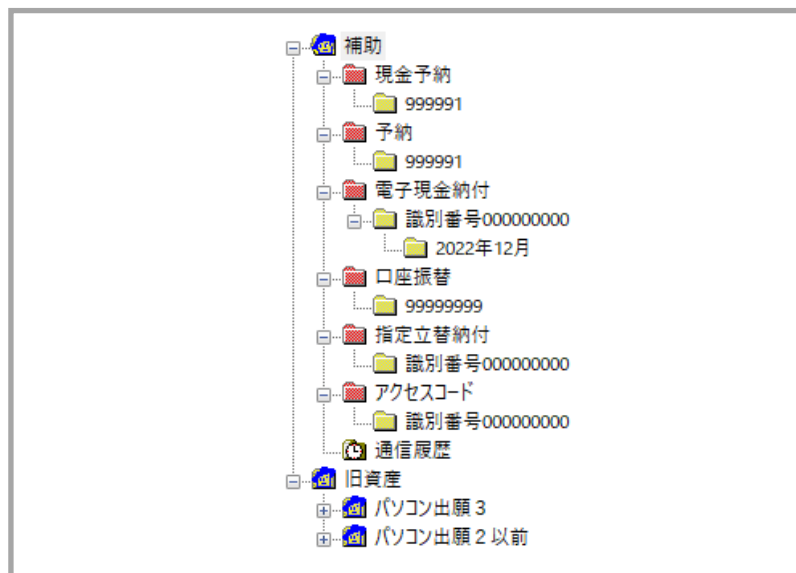 補助
現金予納
999991
予納
999991
電子現金納付
識別番号000000000
2022年12月
口座振替
99999999
指定立替納付
識別番号000000000
アクセスコード
識別番号000000000
通信履歴
旧資産
パソコン出願３
パソコン出願２以前